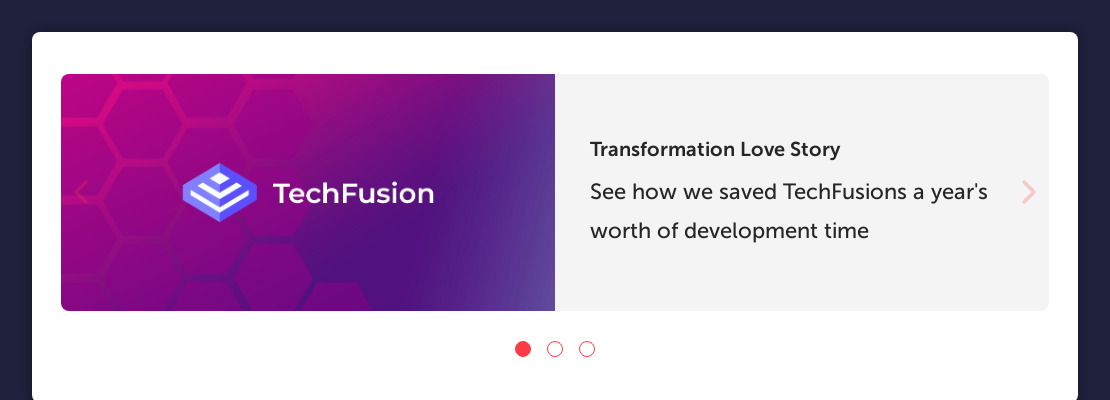 TechFusion
Transformation Love Story
See how we saved TechFusions a year's
worth of development time